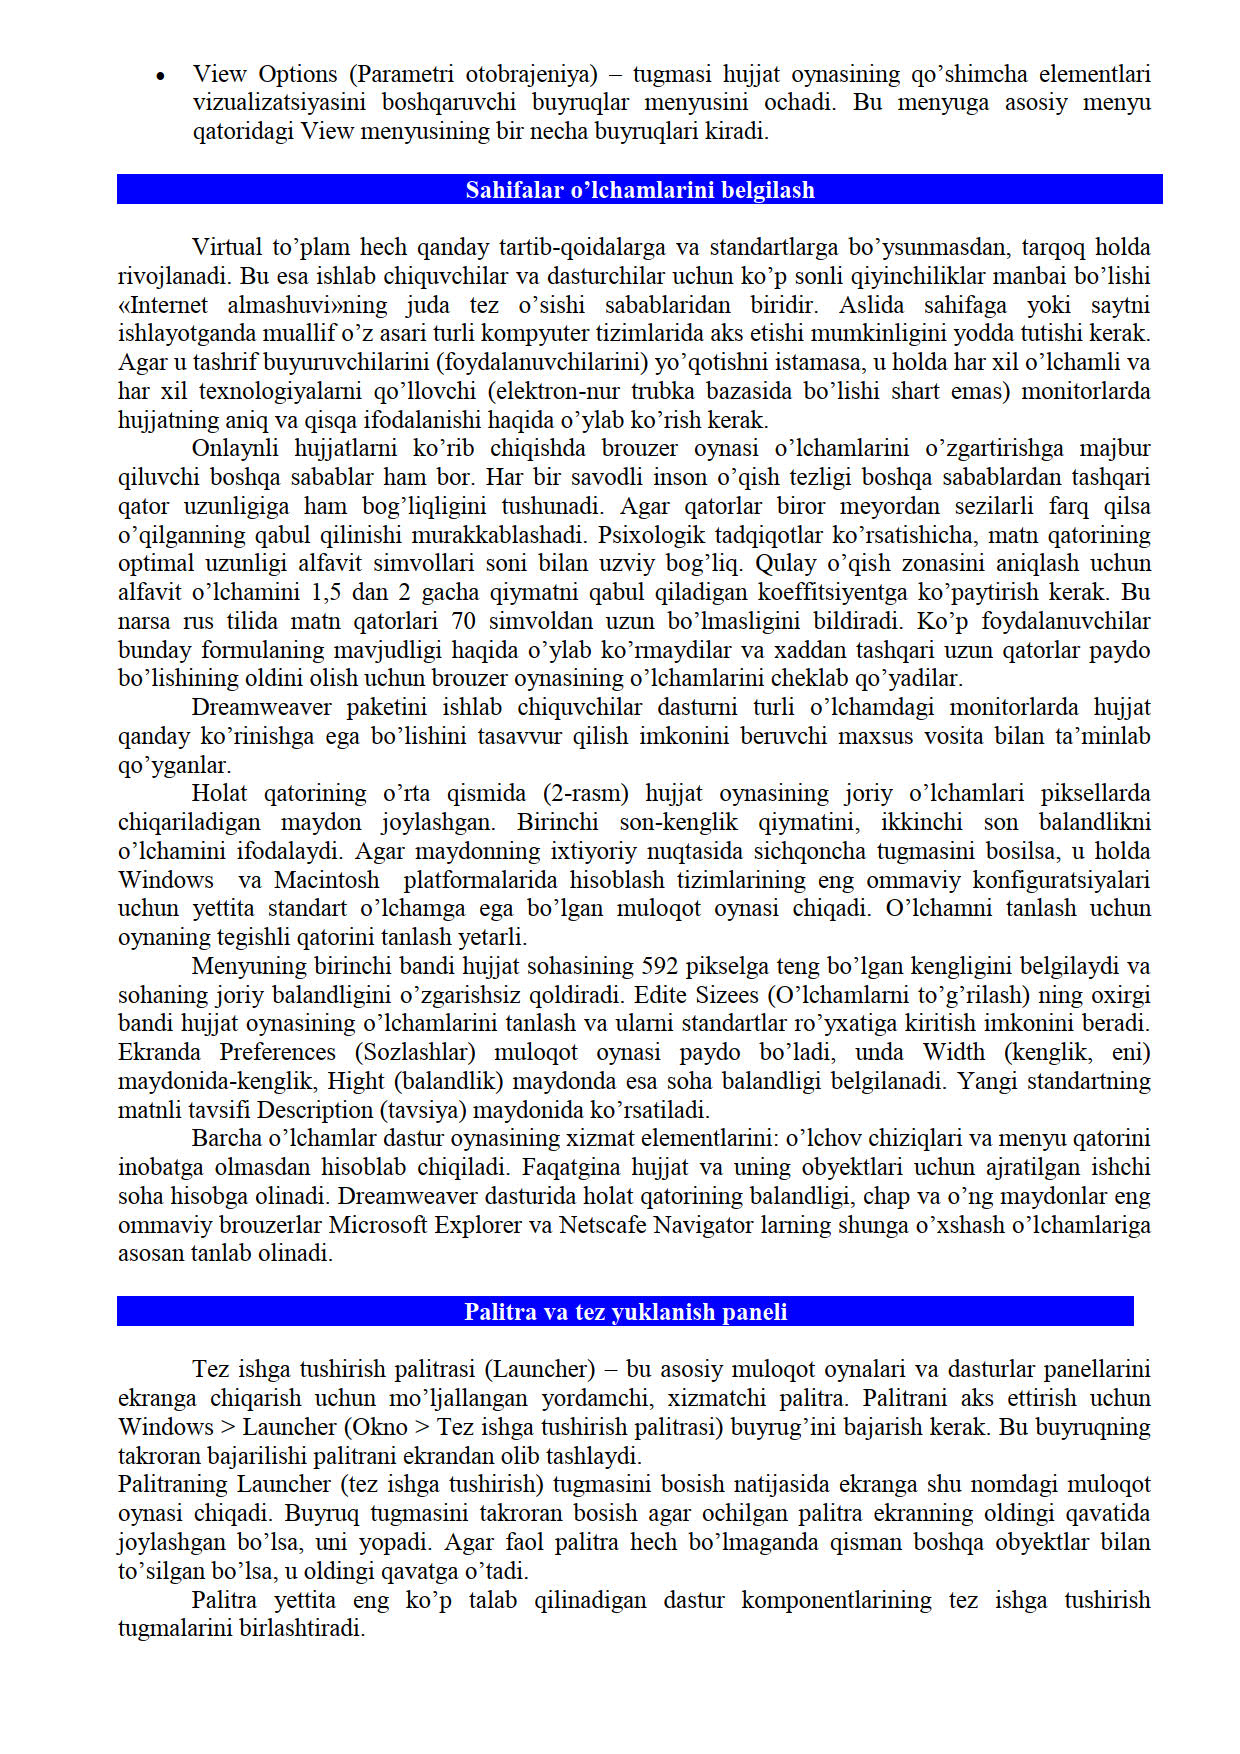 • View Options (Parametri otobrajeniya) – tugmasi hujjat oynasining qo’shimcha elementlari
vizualizatsiyasini boshqaruvchi buyruqlar menyusini ochadi. Bu menyuga asosiy menyu
qatoridagi View menyusining bir necha buyruqlari kiradi.
Sahifalar o’lchamlarini belgilash
Virtual to’plam hech qanday tartib-qoidalarga va standartlarga bo’ysunmasdan, tarqoq holda
rivojlanadi. Bu esa ishlab chiquvchilar va dasturchilar uchun ko’p sonli qiyinchiliklar manbai bo’lishi
«Internet almashuvi»ning juda tez o’sishi sabablaridan biridir. Aslida sahifaga yoki saytni
ishlayotganda muallif o’z asari turli kompyuter tizimlarida aks etishi mumkinligini yodda tutishi kerak.
Agar u tashrif buyuruvchilarini (foydalanuvchilarini) yo’qotishni istamasa, u holda har xil o’lchamli va
har xil texnologiyalarni qo’llovchi (elektron-nur trubka bazasida bo’lishi shart emas) monitorlarda
hujjatning aniq va qisqa ifodalanishi haqida o’ylab ko’rish kerak.
Onlaynli hujjatlarni ko’rib chiqishda brouzer oynasi o’lchamlarini o’zgartirishga majbur
qiluvchi boshqa sabablar ham bor. Har bir savodli inson o’qish tezligi boshqa sabablardan tashqari
qator uzunligiga ham bog’liqligini tushunadi. Agar qatorlar biror meyordan sezilarli farq qilsa
o’qilganning qabul qilinishi murakkablashadi. Psixologik tadqiqotlar ko’rsatishicha, matn qatorining
optimal uzunligi alfavit simvollari soni bilan uzviy bog’liq. Qulay o’qish zonasini aniqlash uchun
alfavit o’lchamini 1,5 dan 2 gacha qiymatni qabul qiladigan koeffitsiyentga ko’paytirish kerak. Bu
narsa rus tilida matn qatorlari 70 simvoldan uzun bo’lmasligini bildiradi. Ko’p foydalanuvchilar
bunday formulaning mavjudligi haqida o’ylab ko’rmaydilar va xaddan tashqari uzun qatorlar paydo
bo’lishining oldini olish uchun brouzer oynasining o’lchamlarini cheklab qo’yadilar.
Dreamweaver paketini ishlab chiquvchilar dasturni turli o’lchamdagi monitorlarda hujjat
qanday ko’rinishga ega bo’lishini tasavvur qilish imkonini beruvchi maxsus vosita bilan ta’minlab
qo’yganlar.
Holat qatorining o’rta qismida (2-rasm) hujjat oynasining joriy o’lchamlari piksellarda
chiqariladigan maydon joylashgan. Birinchi son-kenglik qiymatini, ikkinchi son balandlikni
o’lchamini ifodalaydi. Agar maydonning ixtiyoriy nuqtasida sichqoncha tugmasini bosilsa, u holda
Windows va Macintosh platformalarida hisoblash tizimlarining eng ommaviy konfiguratsiyalari
uchun yettita standart o’lchamga ega bo’lgan muloqot oynasi chiqadi. O’lchamni tanlash uchun
oynaning tegishli qatorini tanlash yetarli.
Menyuning birinchi bandi hujjat sohasining 592 pikselga teng bo’lgan kengligini belgilaydi va
sohaning joriy balandligini o’zgarishsiz qoldiradi. Edite Sizees (O’lchamlarni to’g’rilash) ning oxirgi
bandi hujjat oynasining o’lchamlarini tanlash va ularni standartlar ro’yxatiga kiritish imkonini beradi.
Ekranda Preferences (Sozlashlar) muloqot oynasi paydo bo’ladi, unda Width (kenglik, eni)
maydonida-kenglik, Hight (balandlik) maydonda esa soha balandligi belgilanadi. Yangi standartning
matnli tavsifi Description (tavsiya) maydonida ko’rsatiladi.
Barcha o’lchamlar dastur oynasining xizmat elementlarini: o’lchov chiziqlari va menyu qatorini
inobatga olmasdan hisoblab chiqiladi. Faqatgina hujjat va uning obyektlari uchun ajratilgan ishchi
soha hisobga olinadi. Dreamweaver dasturida holat qatorining balandligi, chap va o’ng maydonlar eng
ommaviy brouzerlar Microsoft Explorer va Netscafe Navigator larning shunga o’xshash o’lchamlariga
asosan tanlab olinadi.
Palitra va tez yuklanish paneli
Tez ishga tushirish palitrasi (Launcher) – bu asosiy muloqot oynalari va dasturlar panellarini
ekranga chiqarish uchun mo’ljallangan yordamchi, xizmatchi palitra. Palitrani aks ettirish uchun
Windows > Launcher (Okno > Tez ishga tushirish palitrasi) buyrug’ini bajarish kerak. Bu buyruqning
takroran bajarilishi palitrani ekrandan olib tashlaydi.
Palitraning Launcher (tez ishga tushirish) tugmasini bosish natijasida ekranga shu nomdagi muloqot
oynasi chiqadi. Buyruq tugmasini takroran bosish agar ochilgan palitra ekranning oldingi qavatida
joylashgan bo’lsa, uni yopadi. Agar faol palitra hech bo’lmaganda qisman boshqa obyektlar bilan
to’silgan bo’lsa, u oldingi qavatga o’tadi.
Palitra yettita eng ko’p talab qilinadigan dastur komponentlarining tez ishga tushirish
tugmalarini birlashtiradi.